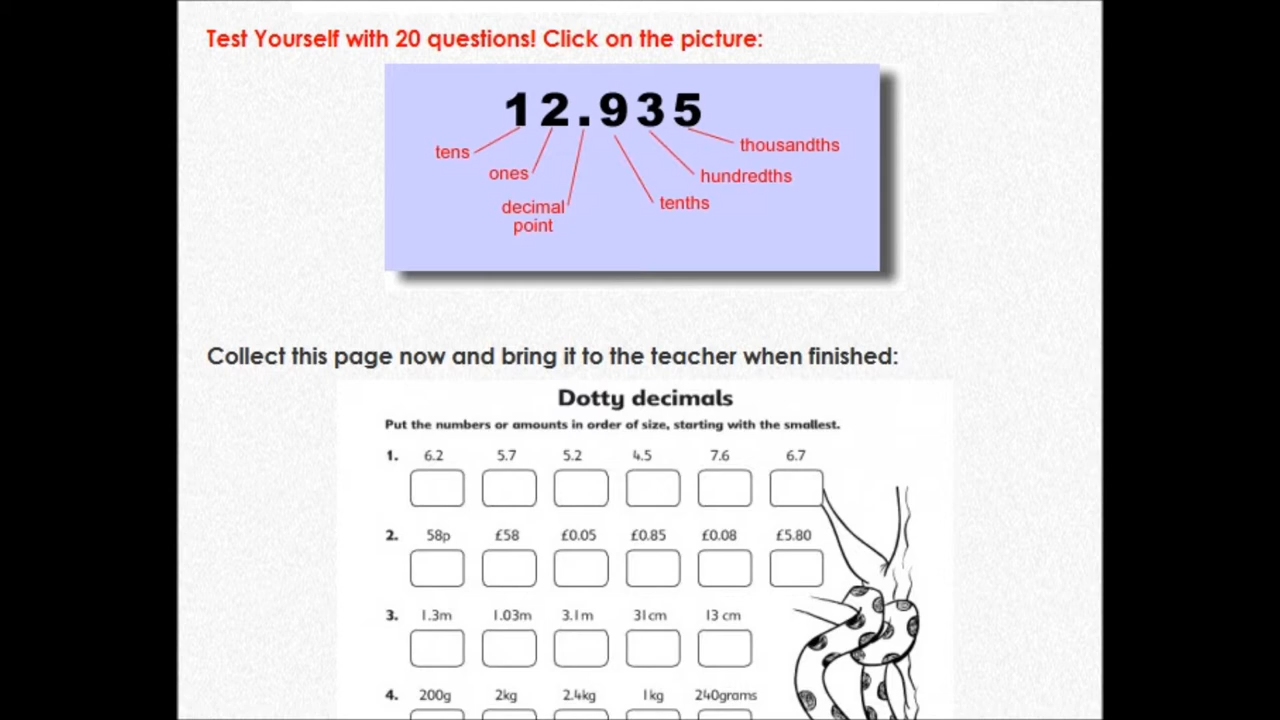 Test Yourself with 20 questions! Click on the picture:
12.935
tens
ones
decimal
point
tenths
hundredths
thousandths
Collect this page now and bring it to the teacher when finished:
Dotty decimals
Put the numbers or amounts in order of size, starting with the smallest.
1. 6.2 5.7 5.2 4.5 7.6 6.7
2. 58p £58 £0.05 £0.85 £0.08 £5.80
3. 1.3m 1.03m 3.1m 31cm 13 cm
4. 200g 2kg 2.4kg 1kg 240grams